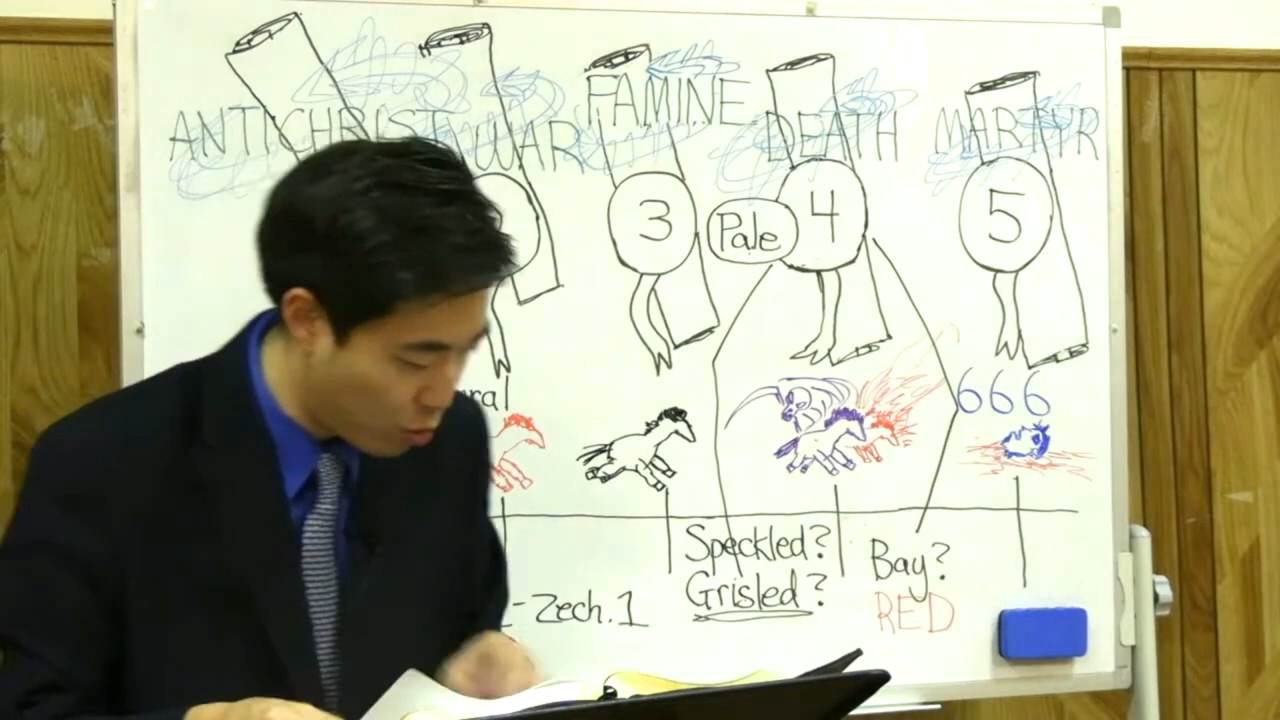 ANTICHRIST WAR FAMINE DEATH MARTYR
3 Pale 4 5
666
Speckled? Bay?
Grisled? RED
-Zech.1